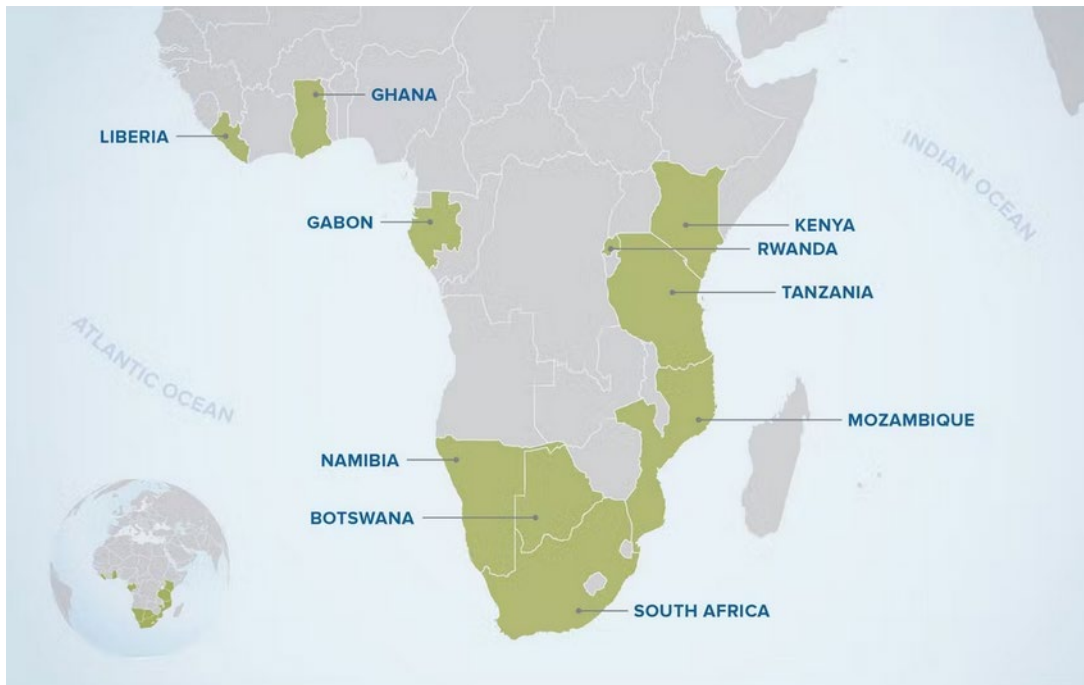 GHANA
LIBERIA
INDIAN OCEAN
GABON
KENYA
RWANDA
TANZANIA
ATLANTIC OCEAN
MOZAMBIQUE
NAMIBIA
BOTSWANA
SOUTH AFRICA